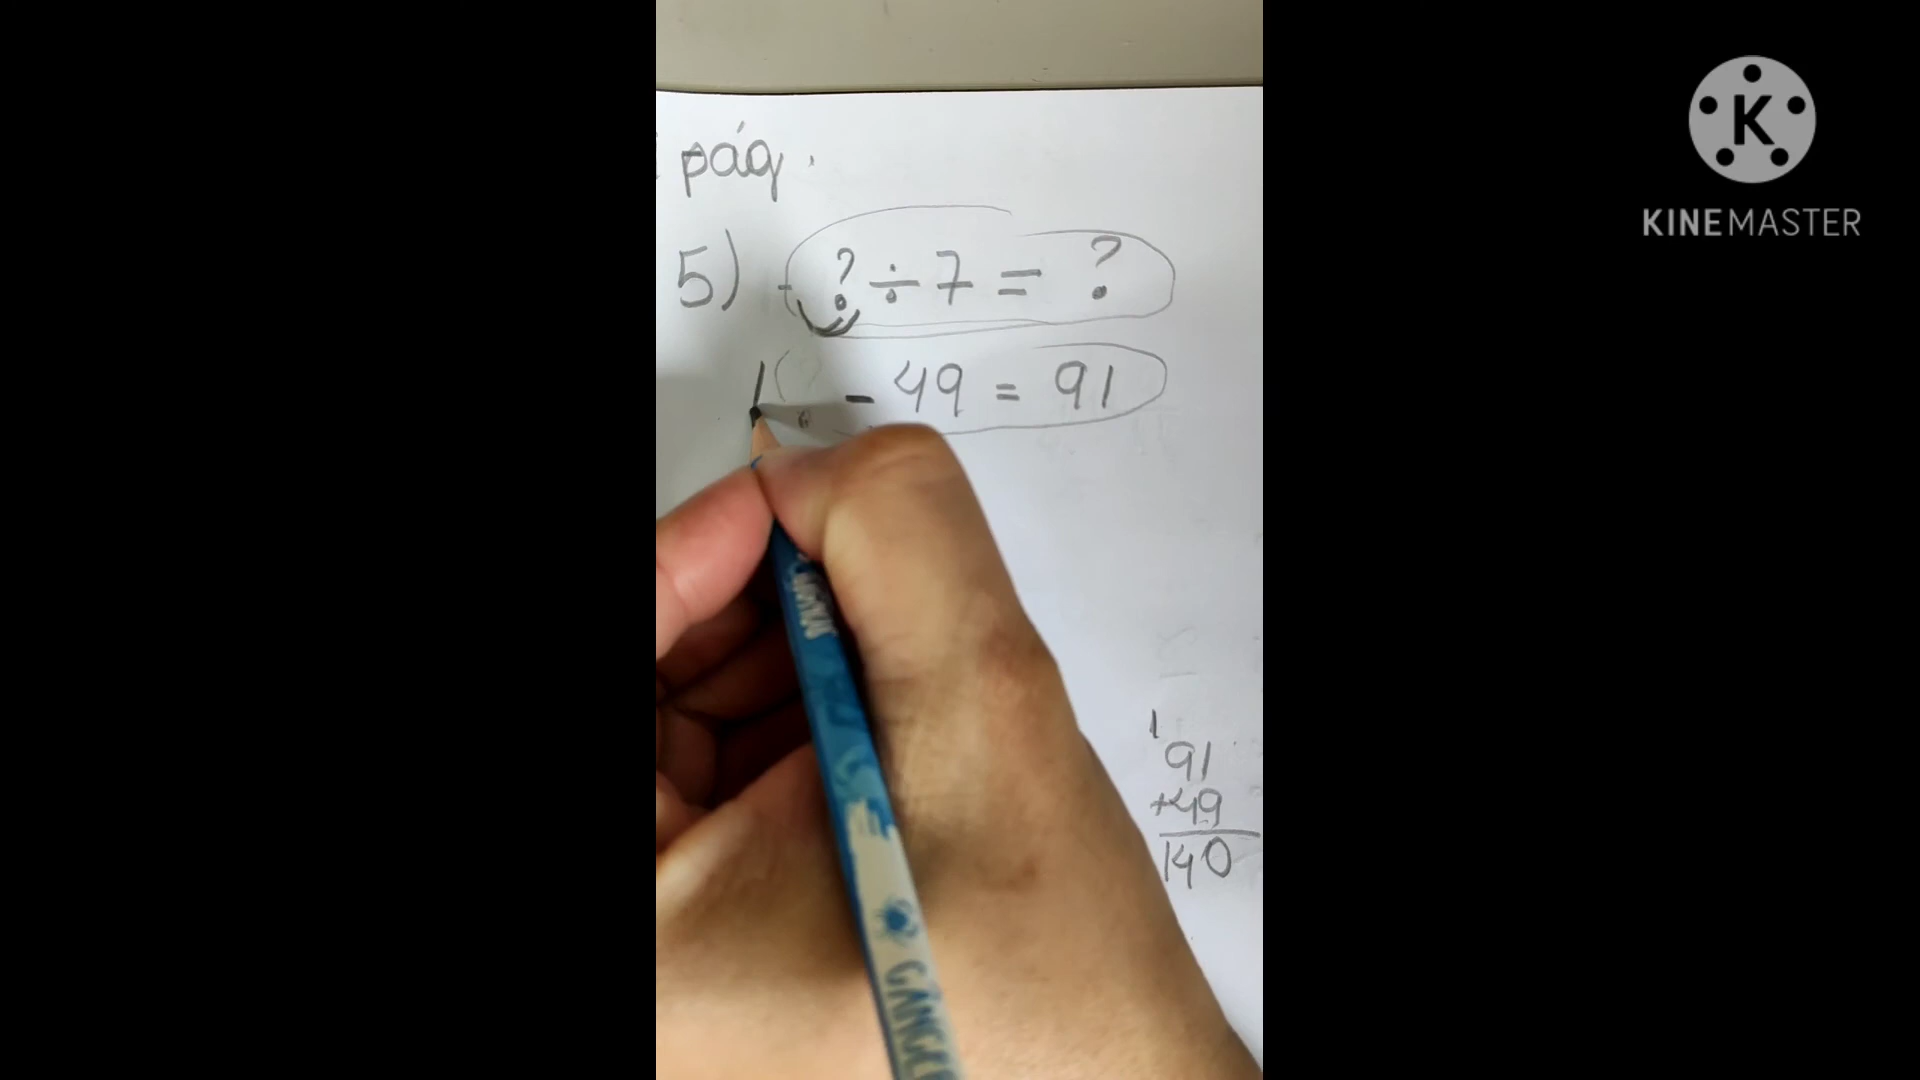 pág.
5) - ? ÷ 7 = ?
1 - 49 = 91
1
91
+49
140
KINEMASTER